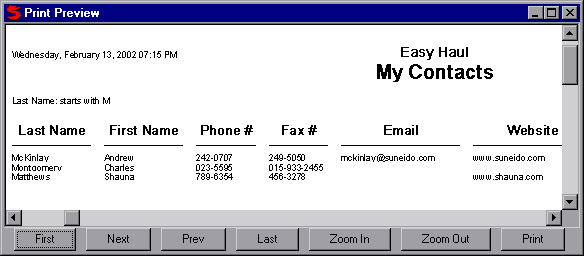 Print Preview
Easy Haul
Wednesday, February 13, 2002 07:15 PM
My Contacts
Last Name: starts with M
Last Name First Name Phone # Fax # Email Website
McKinlay Andrew 242-0707 249-5050 mckinlay@suneido.com www.suneido.com
Montgomery Charles 023-5595 015-933-2455
Matthews Shauna 789-6354 456-3278 www.shauna.com
First Next Prev Last Zoom In Zoom Out Print